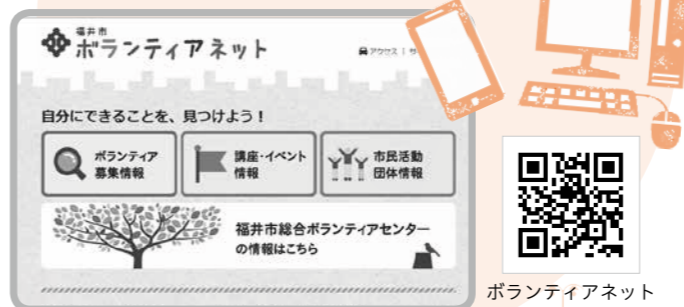 福井市
ボランティアネット
アクセス | サ
自分にできることを、見つけよう！
ボランティア
募集情報
講座・イベント
情報
市民活動
団体情報
福井市総合ボランティアセンター
の情報はこちら
ボランティアネット